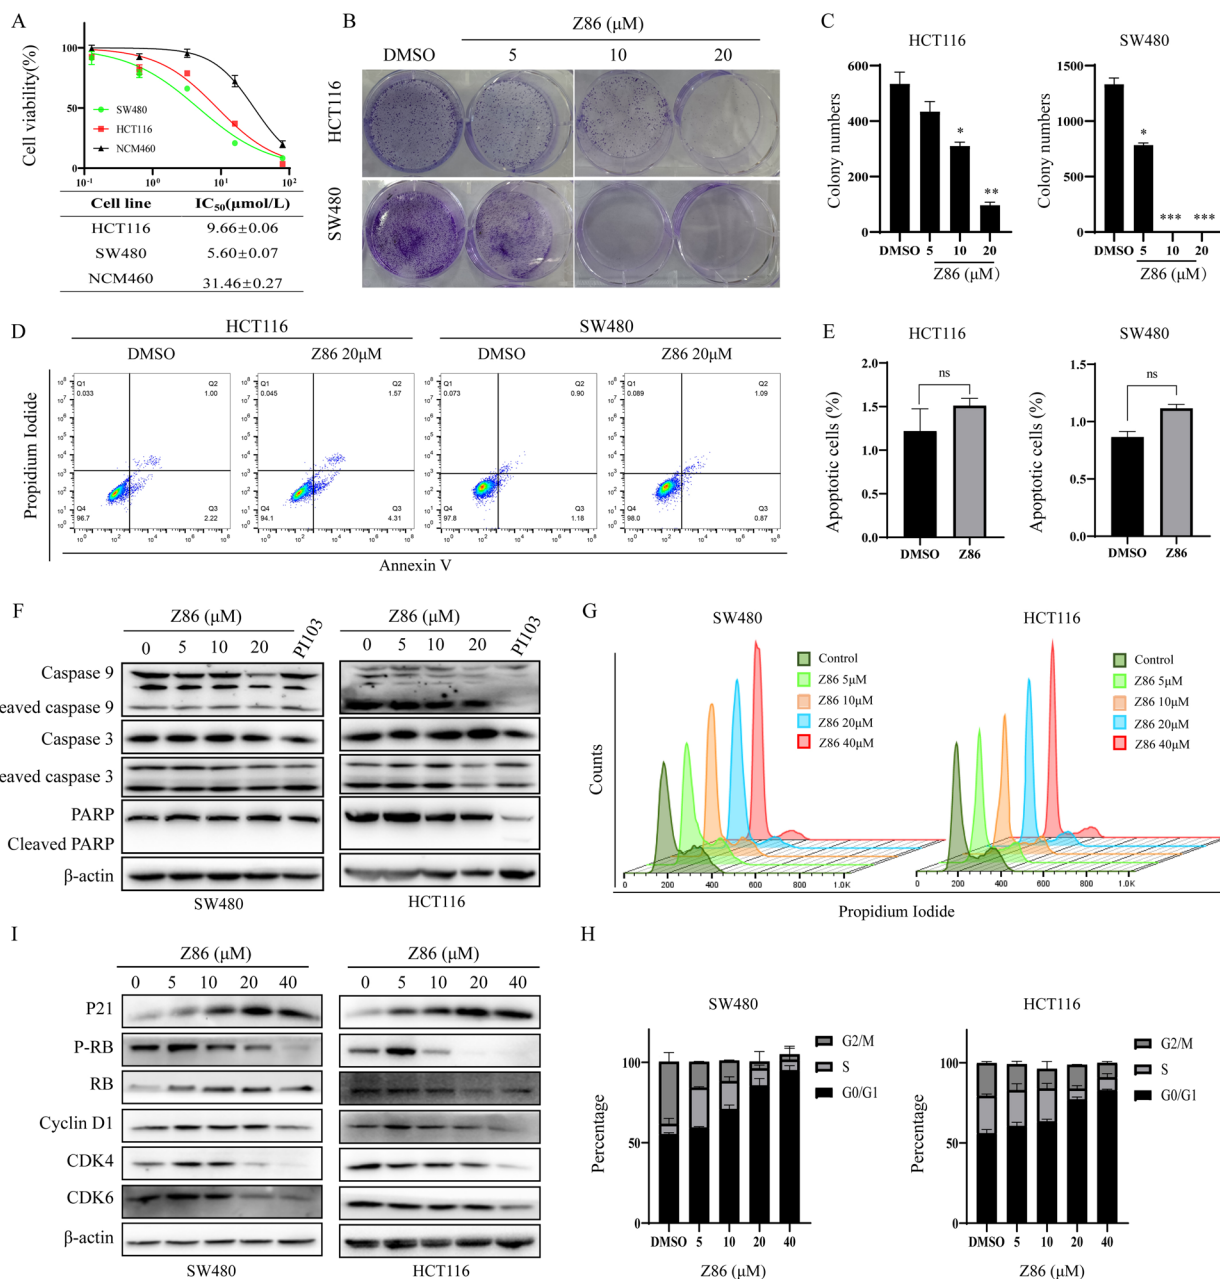 A
Cell viability(%)
100
50
0
SW480
HCT116
NCM460
10-1 100 101 102
Cell line IC50(μmol/L)
HCT116 9.66±0.06
SW480 5.60±0.07
NCM460 31.46±0.27
B
Z86 (μM)
DMSO 5 10 20
HCT116
SW480
C
HCT116
Colony numbers
600
400
200
0
*
**
DMSO 5 10 20
Z86 (μM)
SW480
Colony numbers
1500
1000
500
0
*
*** ***
DMSO 5 10 20
Z86 (μM)
D
HCT116 SW480
DMSO Z86 20μM DMSO Z86 20μM
Propidium Iodide
Q1 0.033 Q2 1.00
Q4 96.7 Q3 2.22
Q1 0.045 Q2 1.57
Q4 94.1 Q3 4.31
Q1 0.073 Q2 0.90
Q4 97.8 Q3 1.18
Q1 0.089 Q2 1.09
Q4 98.0 Q3 0.87
Annexin V
E
HCT116
Apoptotic cells (%)
2.0
1.5
1.0
0.5
0.0
ns
DMSO Z86
SW480
Apoptotic cells (%)
1.5
1.0
0.5
0.0
ns
DMSO Z86
F
Z86 (μM) Z86 (μM)
0 5 10 20 PI103 0 5 10 20 PI103
Caspase 9
eaved caspase 9
Caspase 3
eaved caspase 3
PARP
Cleaved PARP
β-actin
SW480 HCT116
G
SW480 HCT116
Counts
Control
Z86 5μM
Z86 10μM
Z86 20μM
Z86 40μM
Control
Z86 5μM
Z86 10μM
Z86 20μM
Z86 40μM
0 200 400 600 800 1.0K
0 200 400 600 800 1.0K
Propidium Iodide
I
Z86 (μM) Z86 (μM)
0 5 10 20 40 0 5 10 20 40
P21
P-RB
RB
Cyclin D1
CDK4
CDK6
β-actin
SW480 HCT116
H
SW480
Percentage
100
50
0
G2/M
S
G0/G1
DMSO 5 10 20 40
Z86 (μM)
HCT116
Percentage
100
50
0
G2/M
S
G0/G1
DMSO 5 10 20 40
Z86 (μM)